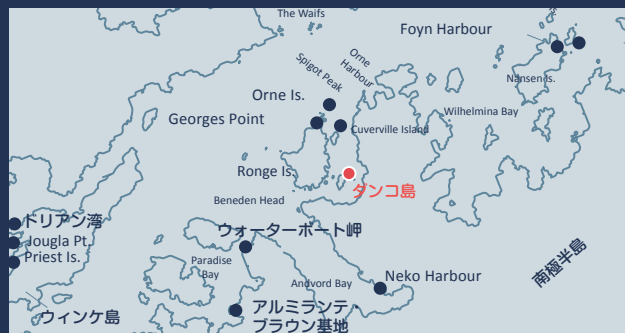 The Waifs
Foyn Harbour
Orne
Harbour
Spigot Peak
Nansen Is.
Orne Is.
Wilhelmina Bay
Georges Point
Cuverville Island
Ronge Is.
ダンコ島
Beneden Head
ドリアン湾
ウォーターボート岬
Jougla Pt.
Priest Is.
Paradise
Bay
Andvord Bay
Neko Harbour
南極半島
アルミランテ・
ブラウン基地
ウィンケ島